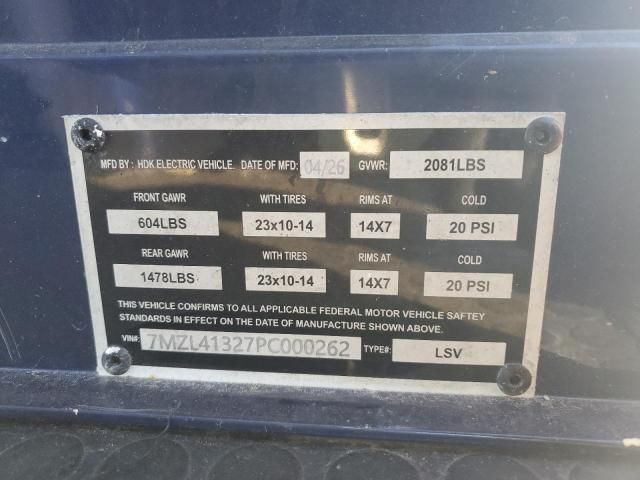 MFD BY : HDK ELECTRIC VEHICLE. DATE OF MFD: 04/26 GVWR: 2081LBS
FRONT GAWR WITH TIRES RIMS AT COLD
604LBS 23x10-14 14X7 20 PSI
REAR GAWR WITH TIRES RIMS AT COLD
1478LBS 23x10-14 14X7 20 PSI
THIS VEHICLE CONFIRMS TO ALL APPLICABLE FEDERAL MOTOR VEHICLE SAFTEY
STANDARDS IN EFFECT ON THE DATE OF MANUFACTURE SHOWN ABOVE.
VIN#: 7MZL41327PC000262 TYPE#: LSV